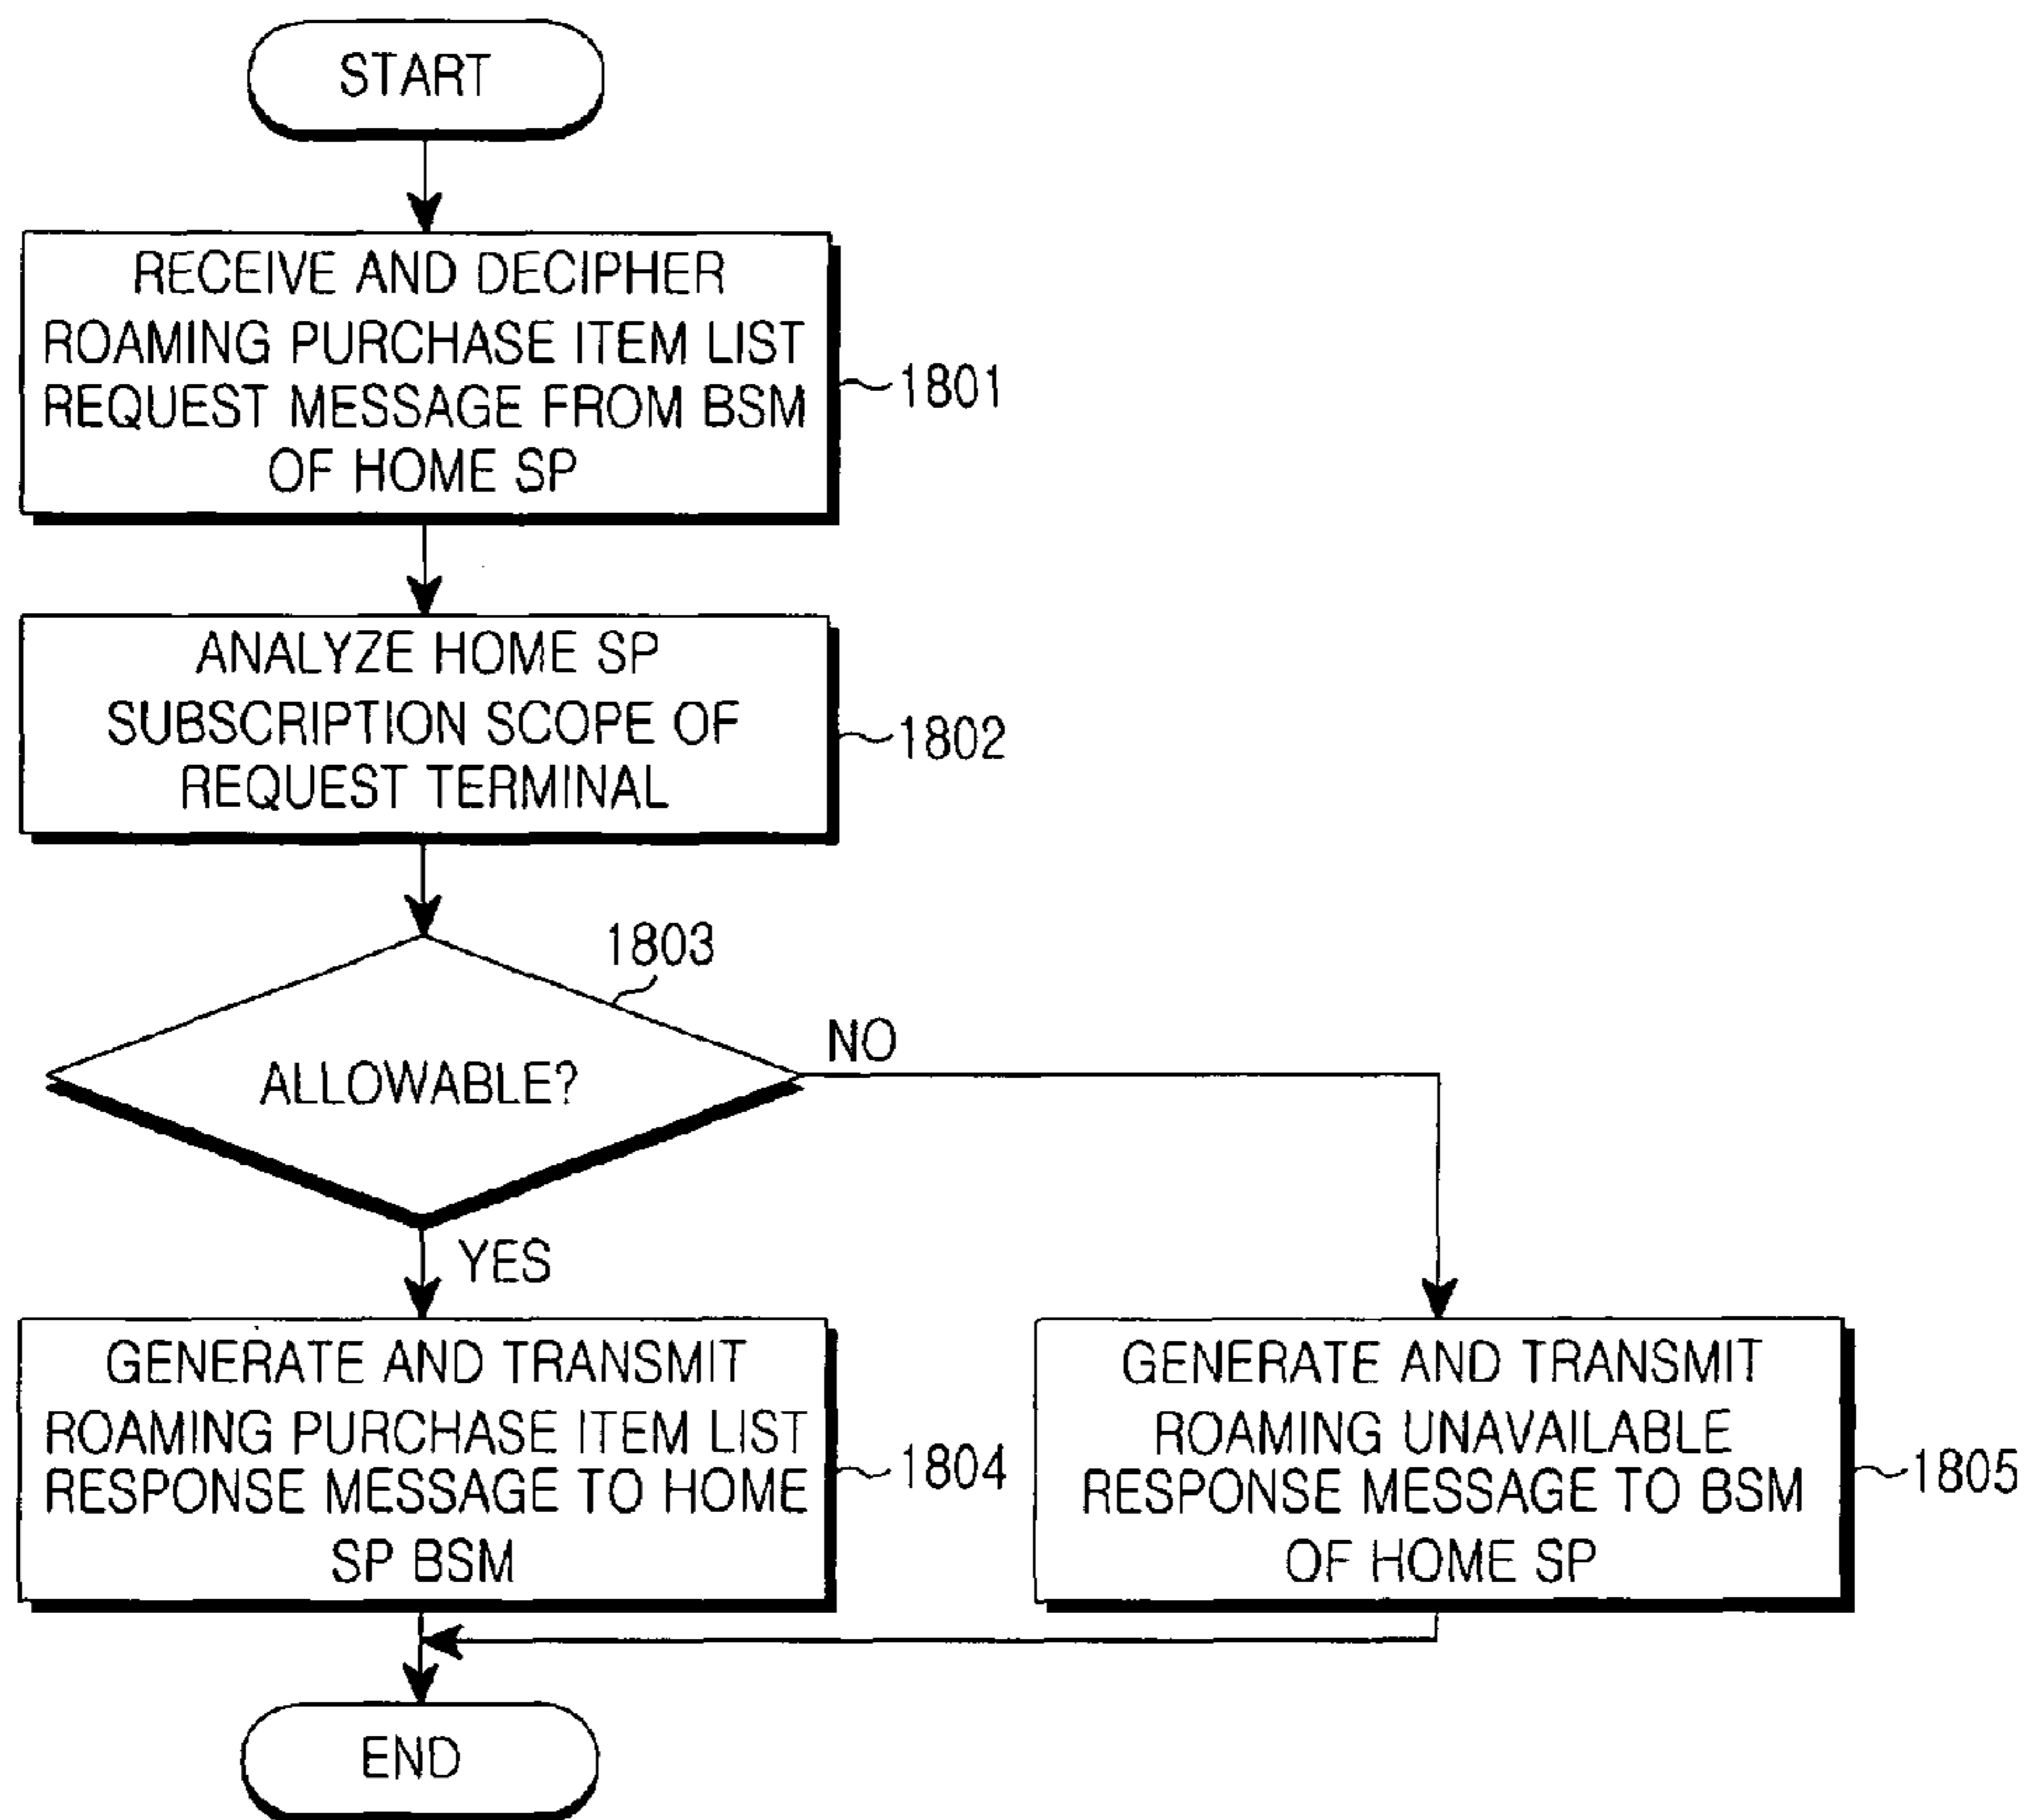 START
RECEIVE AND DECIPHER
ROAMING PURCHASE ITEM LIST
REQUEST MESSAGE FROM BSM
OF HOME SP
1801
ANALYZE HOME SP
SUBSCRIPTION SCOPE OF
REQUEST TERMINAL
1802
1803
ALLOWABLE?
NO
YES
GENERATE AND TRANSMIT
ROAMING PURCHASE ITEM LIST
RESPONSE MESSAGE TO HOME
SP BSM
1804
GENERATE AND TRANSMIT
ROAMING UNAVAILABLE
RESPONSE MESSAGE TO BSM
OF HOME SP
1805
END